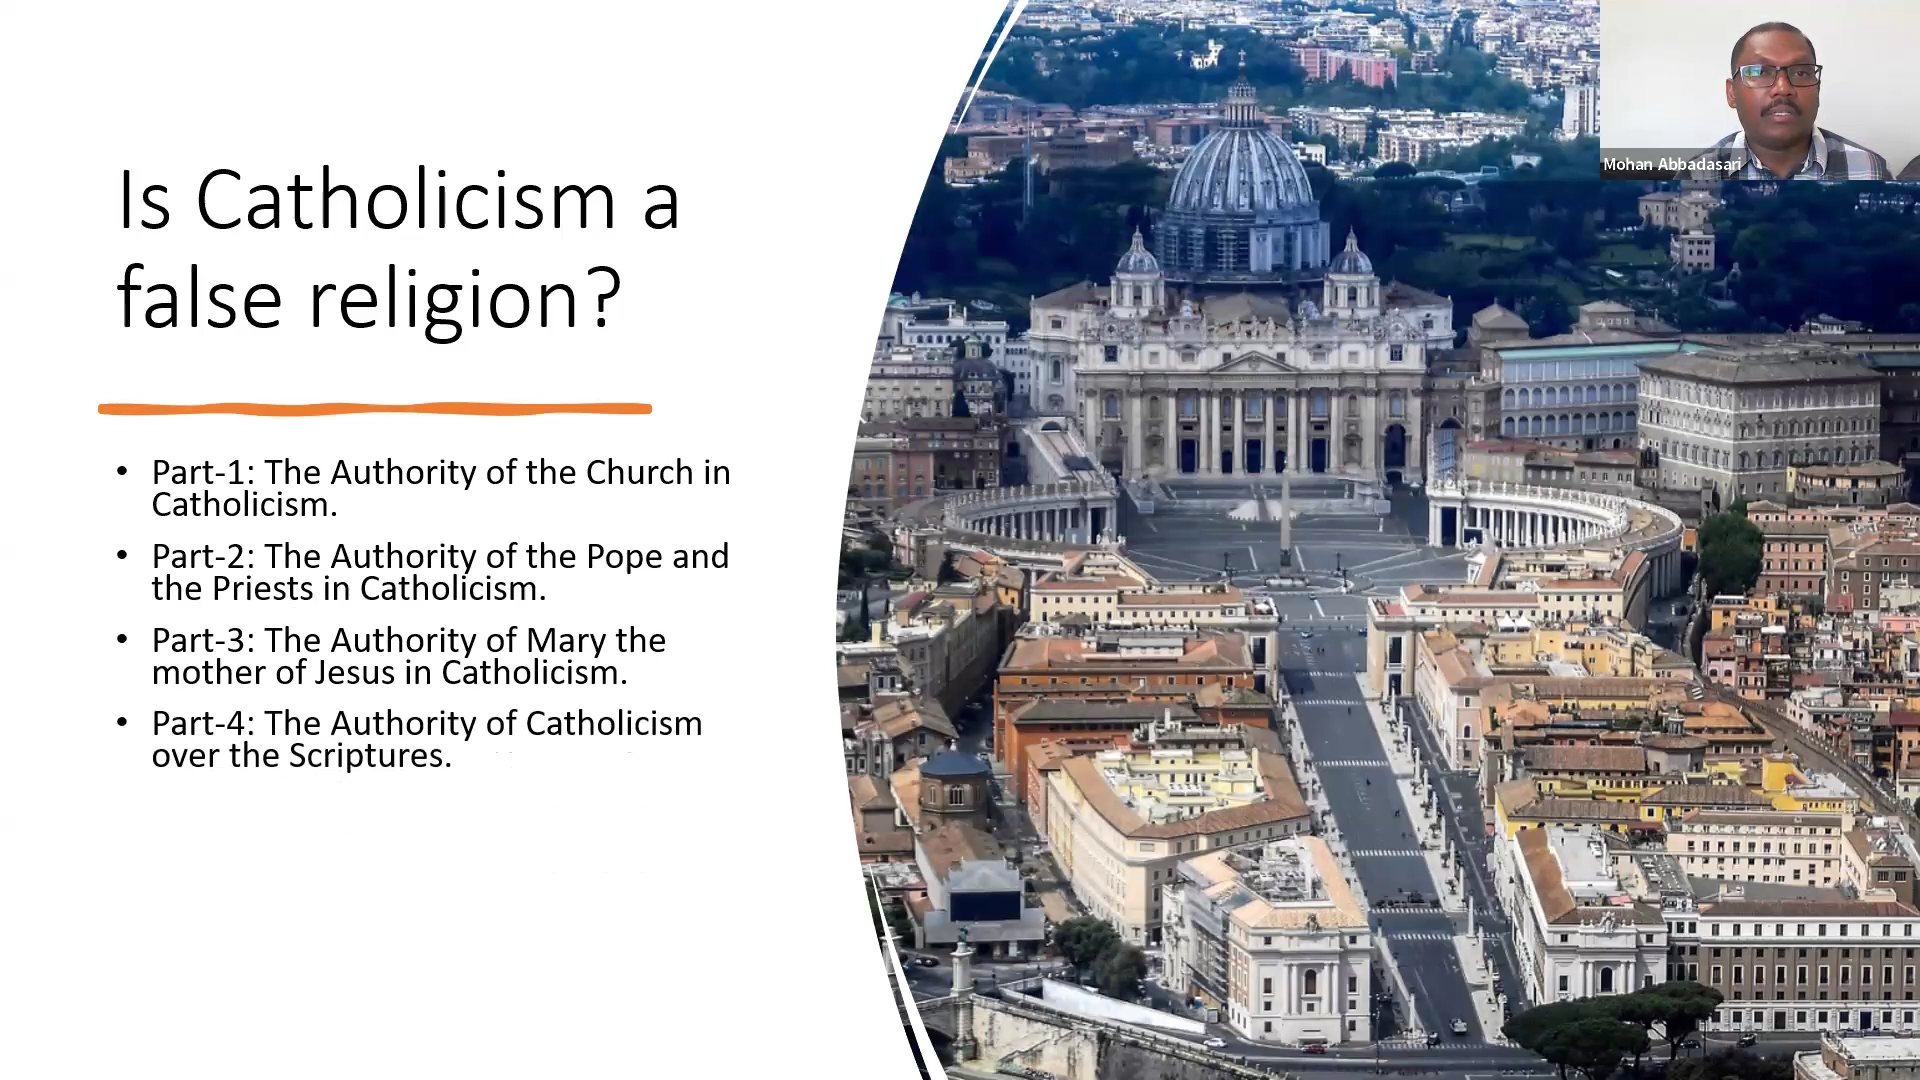 Is Catholicism a
false religion?
• Part-1: The Authority of the Church in
Catholicism.
• Part-2: The Authority of the Pope and
the Priests in Catholicism.
• Part-3: The Authority of Mary the
mother of Jesus in Catholicism.
• Part-4: The Authority of Catholicism
over the Scriptures.
Mohan Abbadasari